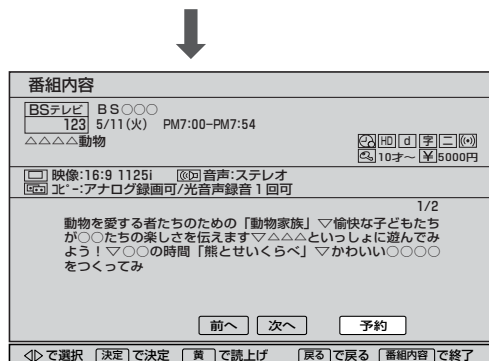 番組内容
BSテレビ BS○○○
123 5/11(火) PM7:00-PM7:54
△△△△動物
HD d 字 二
10才～ ¥5000円
映像:16:9 1125i 音声:ステレオ
コピー:アナログ録画可/光音声録音1回可
1/2
動物を愛する者たちのための「動物家族」▽愉快な子どもたち
が○○たちの楽しさを伝えます▽△△△といっしょに遊んでみ
よう!▽○○の時間「熊とせいくらべ」▽かわいい○○○○
をつくってみ
前へ 次へ 予約
◁▷で選択 決定で決定 黄で読上げ 戻るで戻る 番組内容で終了